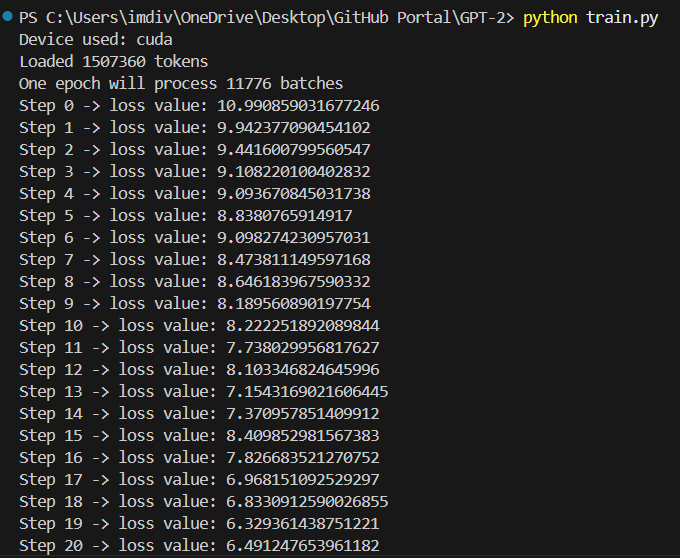 PS C:\Users\imdiv\OneDrive\Desktop\GitHub Portal\GPT-2> python train.py
Device used: cuda
Loaded 1507360 tokens
One epoch will process 11776 batches
Step 0 -> loss value: 10.990859031677246
Step 1 -> loss value: 9.942377090454102
Step 2 -> loss value: 9.441600799560547
Step 3 -> loss value: 9.108220100402832
Step 4 -> loss value: 9.093670845031738
Step 5 -> loss value: 8.8380765914917
Step 6 -> loss value: 9.098274230957031
Step 7 -> loss value: 8.473811149597168
Step 8 -> loss value: 8.646183967590332
Step 9 -> loss value: 8.189560890197754
Step 10 -> loss value: 8.222251892089844
Step 11 -> loss value: 7.738029956817627
Step 12 -> loss value: 8.103346824645996
Step 13 -> loss value: 7.1543169021606445
Step 14 -> loss value: 7.370957851409912
Step 15 -> loss value: 8.409852981567383
Step 16 -> loss value: 7.826683521270752
Step 17 -> loss value: 6.968151092529297
Step 18 -> loss value: 6.8330912590026855
Step 19 -> loss value: 6.329361438751221
Step 20 -> loss value: 6.491247653961182